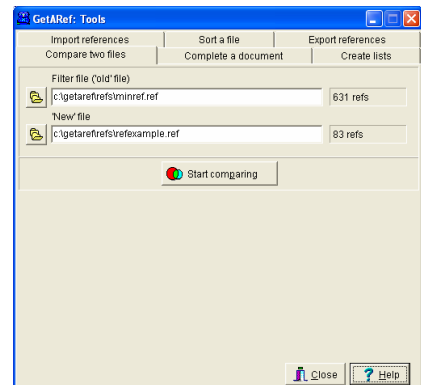 GetARef: Tools
Import references Sort a file Export references
Compare two files Complete a document Create lists
Filter file ('old' file)
c:\getaref\refs\minref.ref 631 refs
'New' file
c:\getaref\refs\refexample.ref 83 refs
Start comparing
Close Help